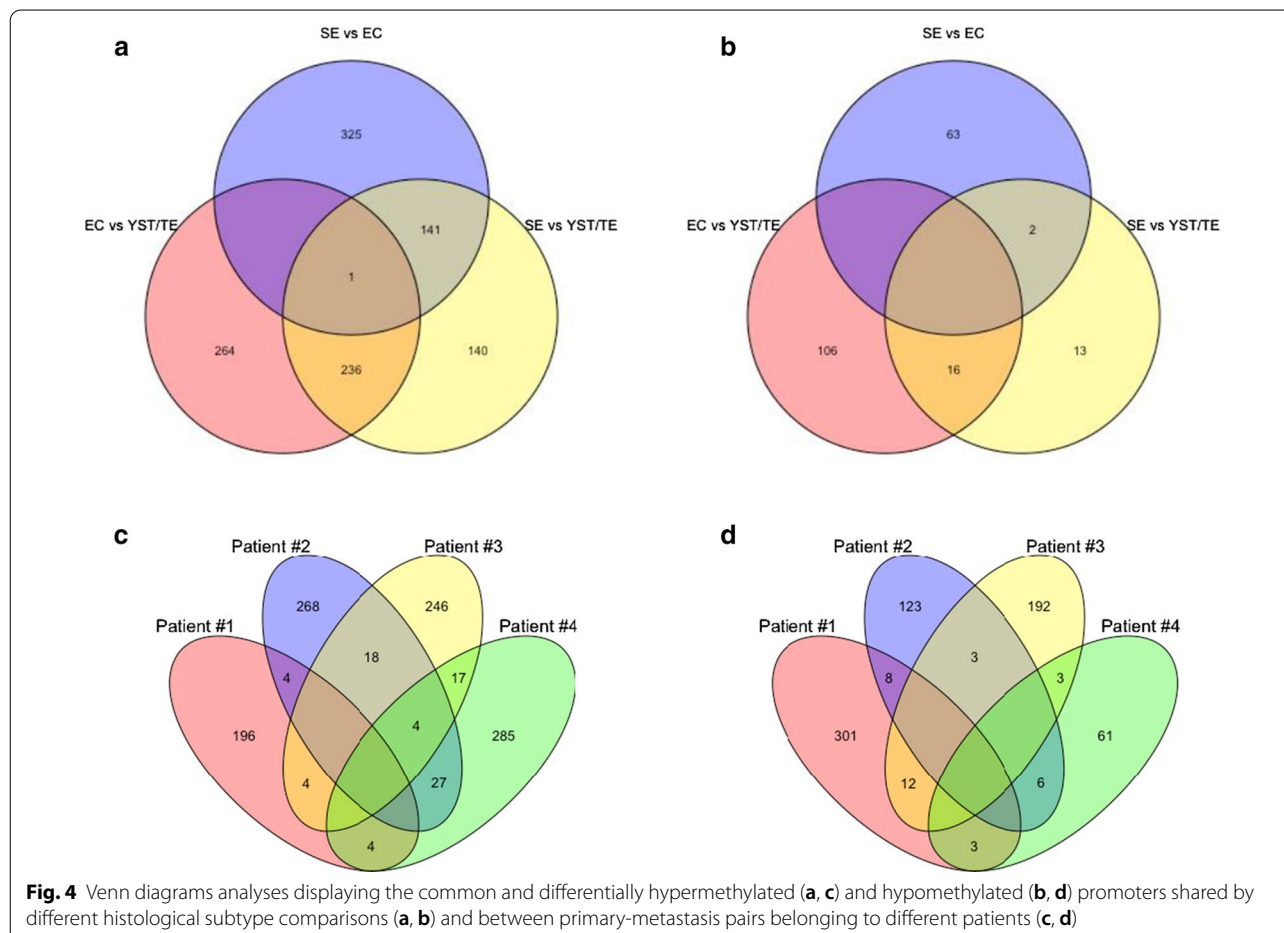 a
SE vs EC
325
EC vs YST/TE
SE vs YST/TE
141
1
264
236
140
b
SE vs EC
63
EC vs YST/TE
SE vs YST/TE
2
106
16
13
c
Patient #2
Patient #3
Patient #1
Patient #4
268
246
18
4
17
196
4
285
4
27
4
d
Patient #2
Patient #3
Patient #1
Patient #4
123
192
3
8
3
301
61
12
6
3
Fig. 4 Venn diagrams analyses displaying the common and differentially hypermethylated (a, c) and hypomethylated (b, d) promoters shared by
different histological subtype comparisons (a, b) and between primary-metastasis pairs belonging to different patients (c, d)